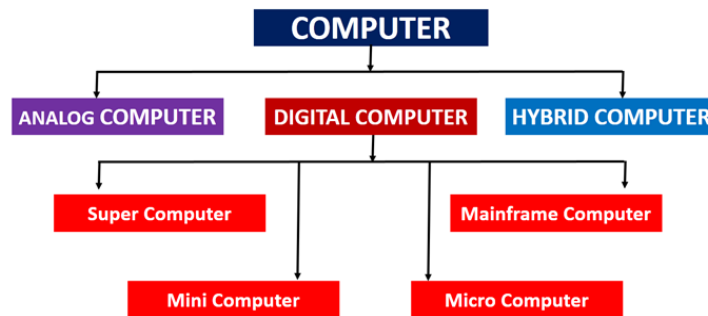 COMPUTER
ANALOG COMPUTER
DIGITAL COMPUTER
HYBRID COMPUTER
Super Computer
Mainframe Computer
Mini Computer
Micro Computer